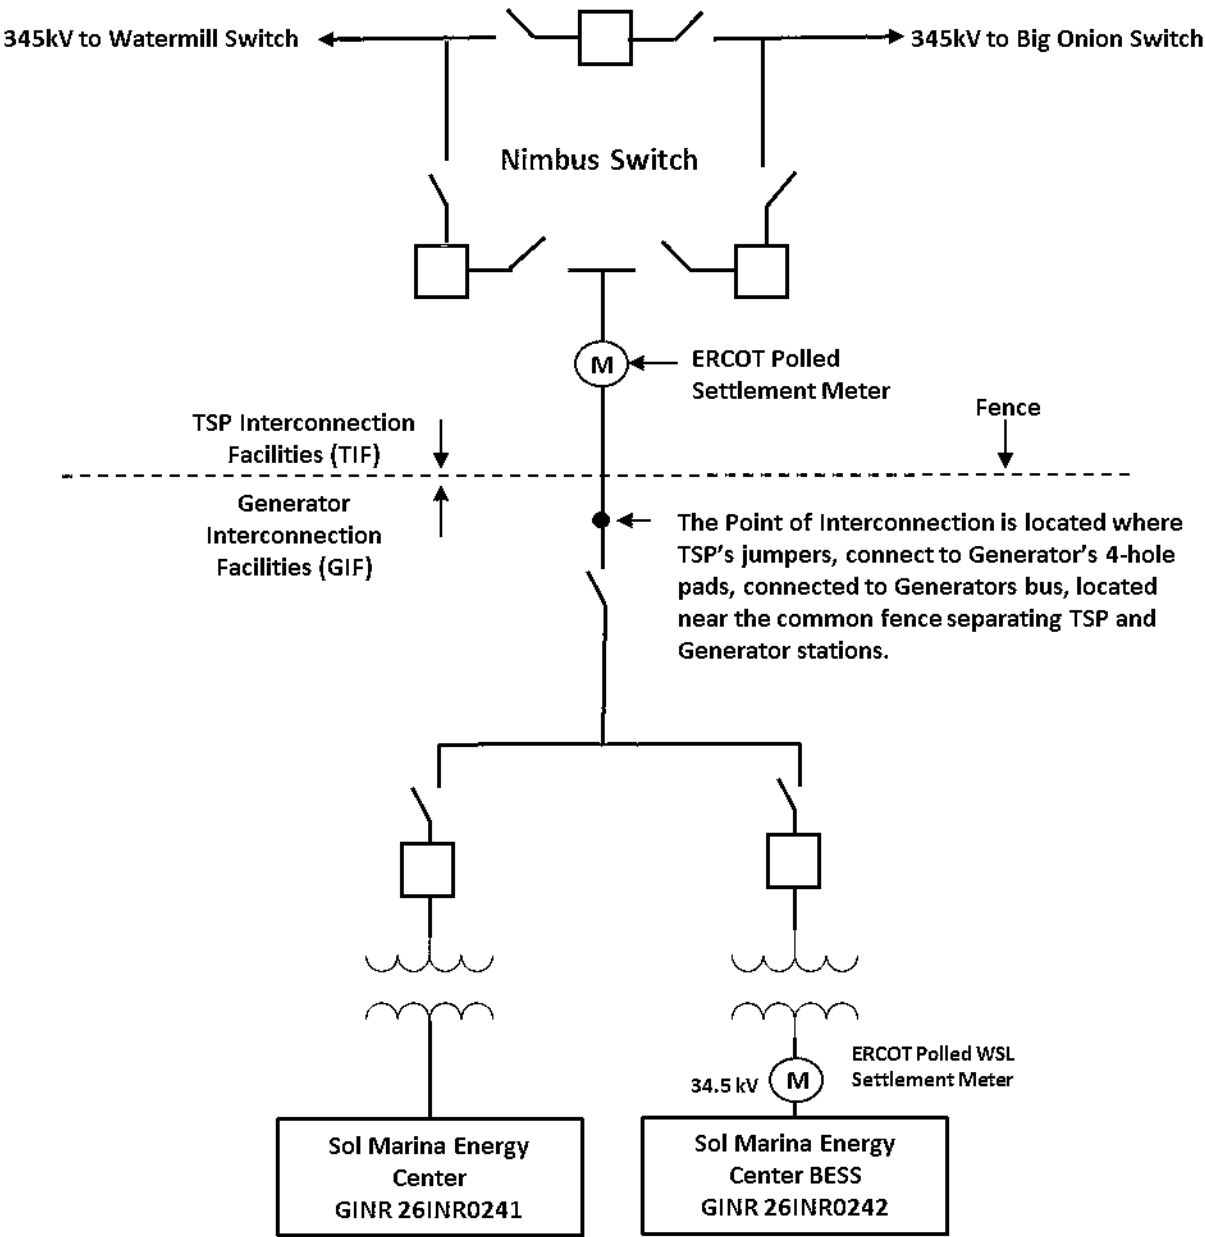 345kV to Watermill Switch
345kV to Big Onion Switch
Nimbus Switch
M
ERCOT Polled
Settlement Meter
TSP Interconnection
Facilities (TIF)
Fence
Generator
Interconnection
Facilities (GIF)
The Point of Interconnection is located where
TSP's jumpers, connect to Generator's 4-hole
pads, connected to Generators bus, located
near the common fence separating TSP and
Generator stations.
ERCOT Polled WSL
Settlement Meter
34.5 kV
M
Sol Marina Energy
Center
GINR 26INR0241
Sol Marina Energy
Center BESS
GINR 26INR0242